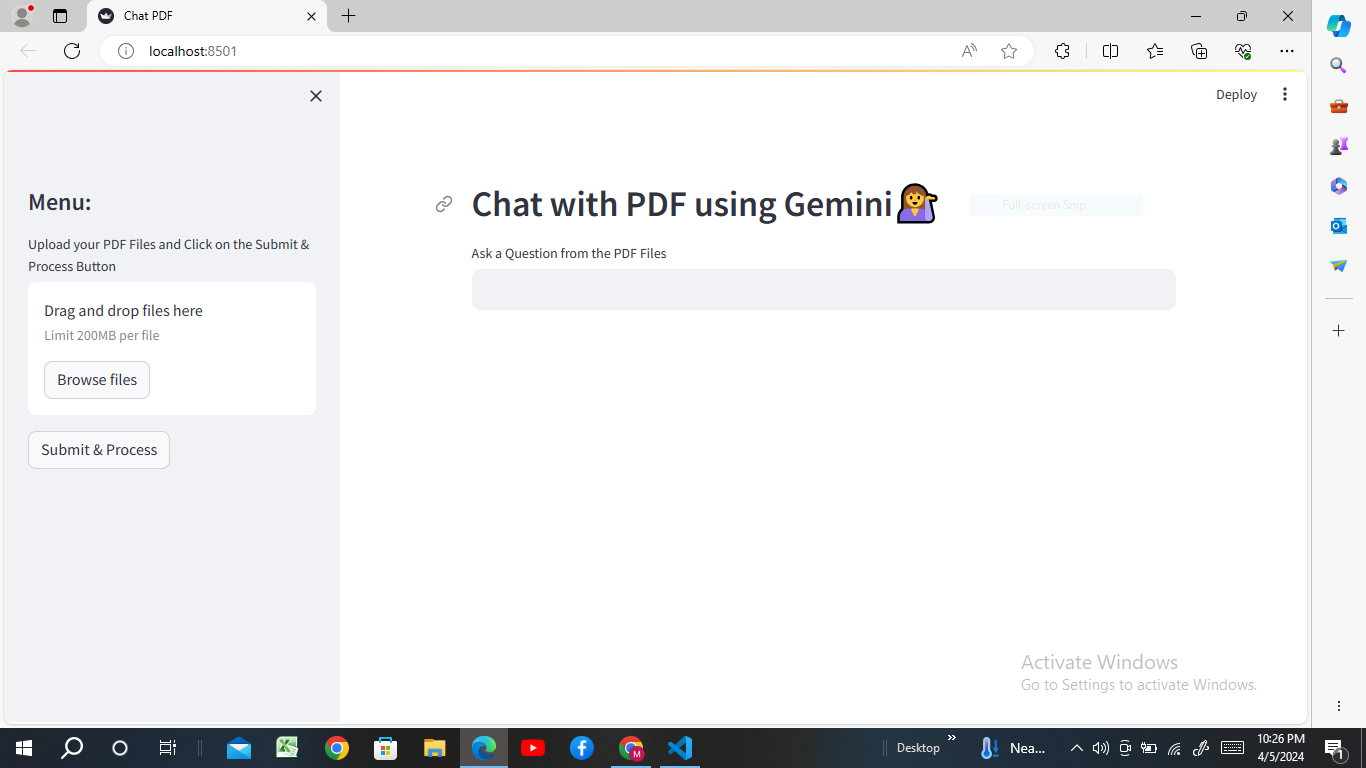 Chat PDF
localhost:8501
Deploy
Menu:
Upload your PDF Files and Click on the Submit &
Process Button
Drag and drop files here
Limit 200MB per file
Browse files
Submit & Process
Chat with PDF using Gemini
Full-screen Snip
Ask a Question from the PDF Files
Activate Windows
Go to Settings to activate Windows.
Desktop
Nea...
10:26 PM
4/5/2024
1
M